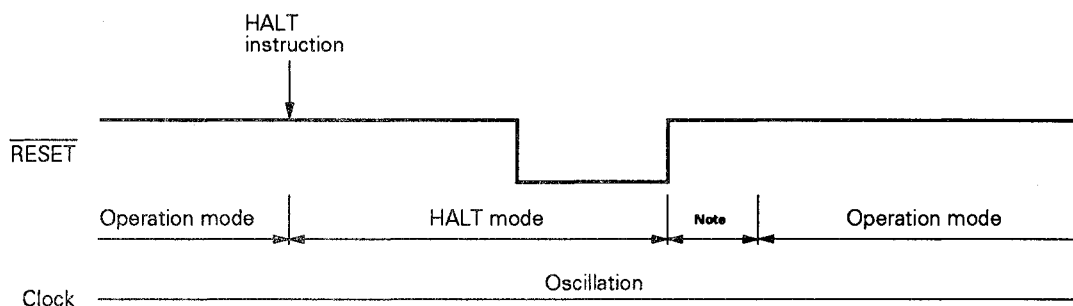 HALT
instruction
RESET
Operation mode
HALT mode
Note
Operation mode
Oscillation
Clock